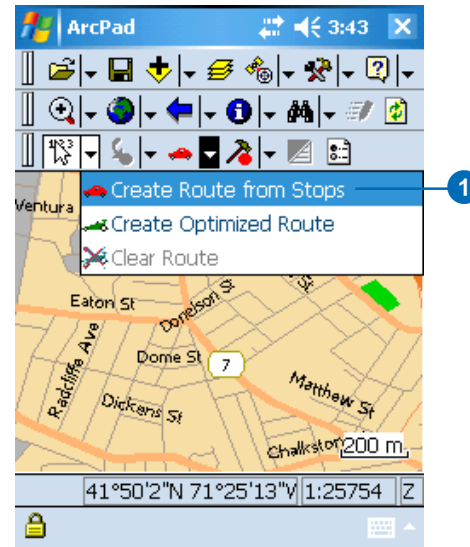 ArcPad 3:43
Create Route from Stops 1
Create Optimized Route
Clear Route
Ventura
Eaton St
Donelson St
Radcliffe Ave
Dome St
7
Dickens St
Matthew St
200 m
41°50'2"N 71°25'13"W 1:25754 Z